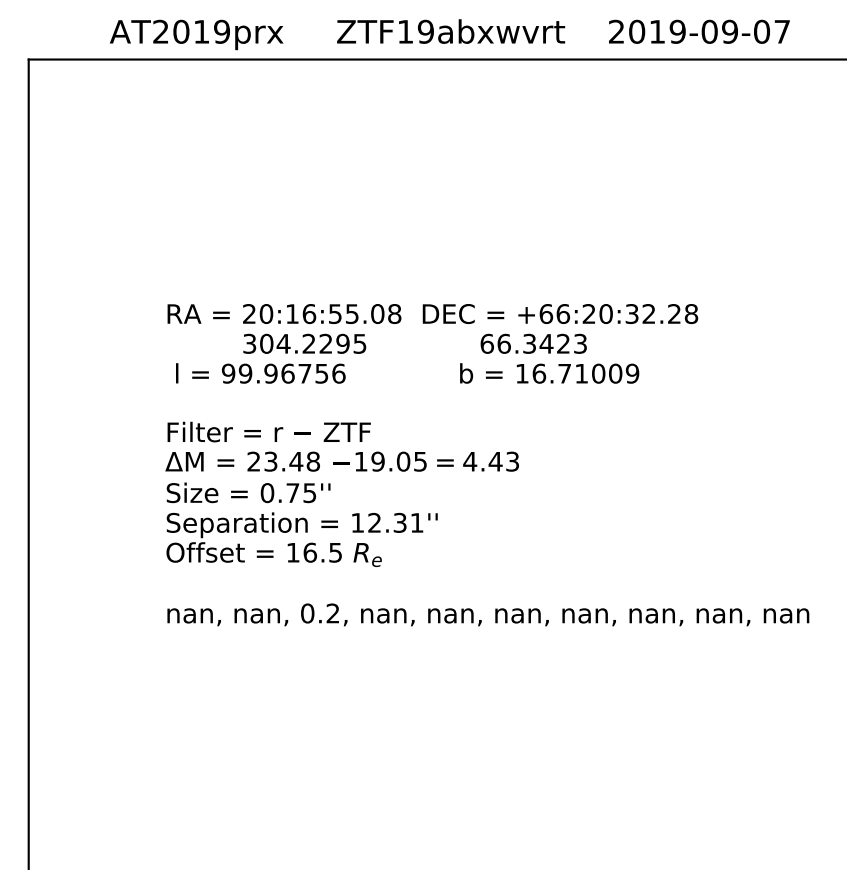 AT2019prx ZTF19abxwvrt 2019-09-07
RA = 20:16:55.08 DEC = +66:20:32.28
304.2295 66.3423
l = 99.96756 b = 16.71009
Filter = r − ZTF
ΔM = 23.48 −19.05 = 4.43
Size = 0.75''
Separation = 12.31''
Offset = 16.5 Rₑ
nan, nan, 0.2, nan, nan, nan, nan, nan, nan, nan